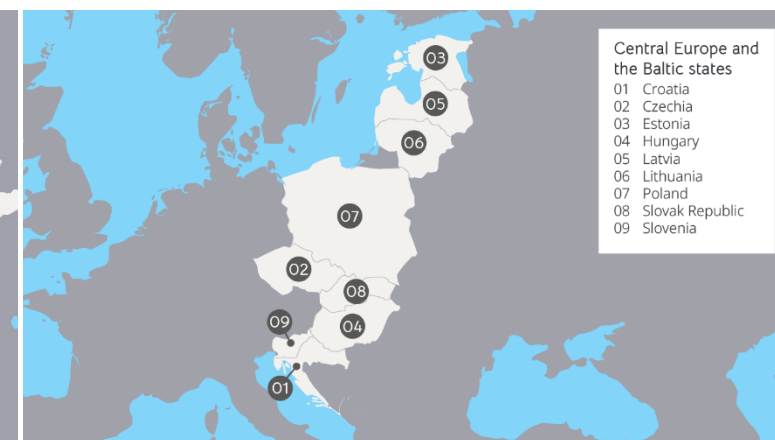 Central Europe and
the Baltic states
01 Croatia
02 Czechia
03 Estonia
04 Hungary
05 Latvia
06 Lithuania
07 Poland
08 Slovak Republic
09 Slovenia
03
05
06
07
02
08
09
04
01